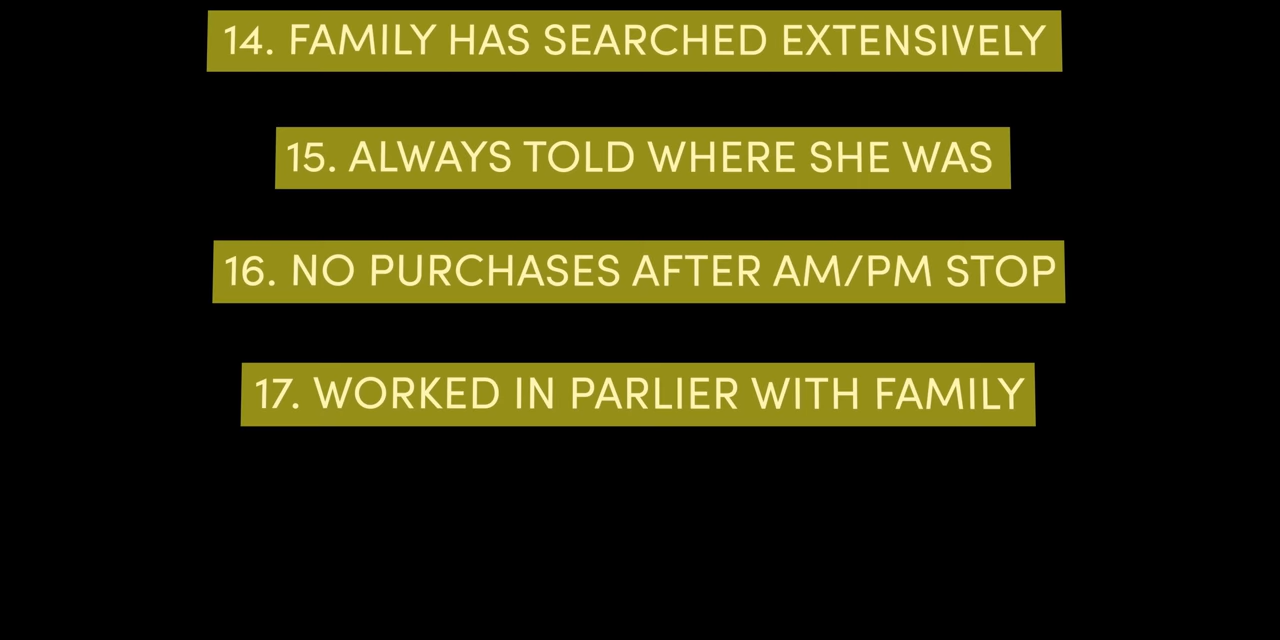 14. FAMILY HAS SEARCHED EXTENSIVELY
15. ALWAYS TOLD WHERE SHE WAS
16. NO PURCHASES AFTER AM/PM STOP
17. WORKED IN PARLIER WITH FAMILY